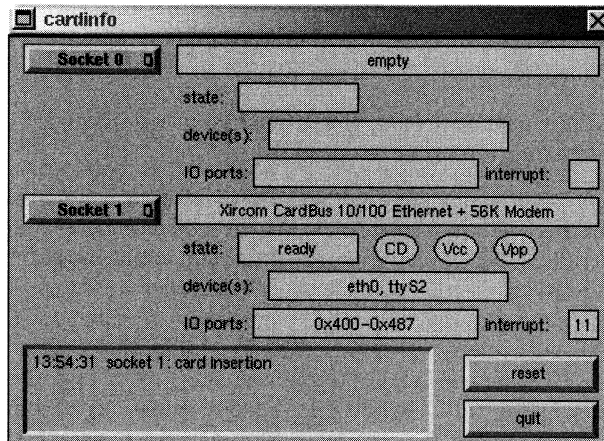 cardinfo
Socket 0 empty
state:
device(s):
IO ports: interrupt:
Socket 1 Xircom CardBus 10/100 Ethernet + 56K Modem
state: ready CD Vcc Vpp
device(s): eth0, ttyS2
IO ports: 0x400-0x487 interrupt: 11
13:54:31 socket 1: card insertion
reset
quit